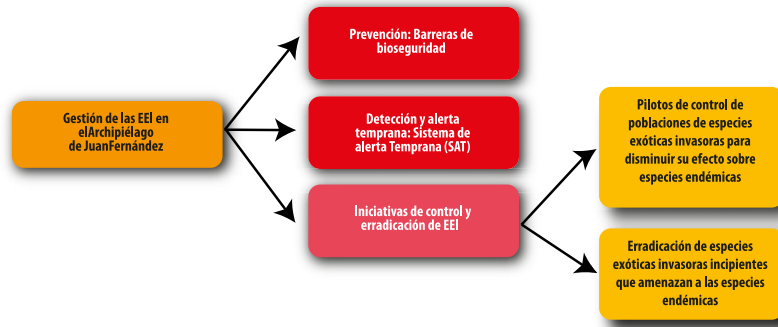 Gestión de las EEI en
elArchipiélago
de JuanFernández
Prevención: Barreras de
bioseguridad
Detección y alerta
temprana: Sistema de
alerta Temprana (SAT)
Iniciativas de control y
erradicación de EEI
Pilotos de control de
poblaciones de especies
exóticas invasoras para
disminuir su efecto sobre
especies endémicas
Erradicación de especies
exóticas invasoras incipientes
que amenazan a las especies
endémicas